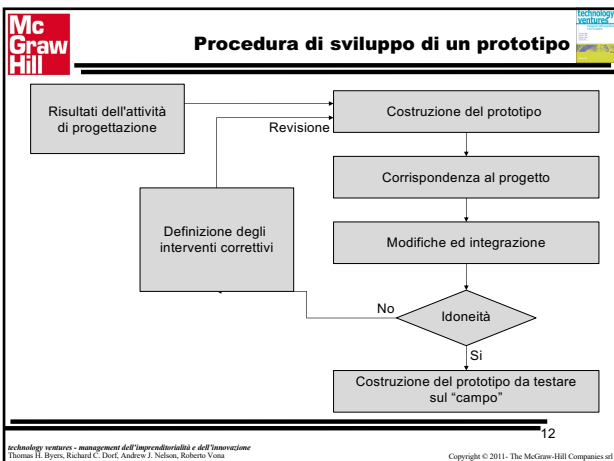 Mc
Graw
Hill
Procedura di sviluppo di un prototipo
technology
ventures
Risultati dell'attività
di progettazione
Costruzione del prototipo
Revisione
Corrispondenza al progetto
Definizione degli
interventi correttivi
Modifiche ed integrazione
No
Idoneità
Si
Costruzione del prototipo da testare
sul “campo”
12
technology ventures - management dell'imprenditorialità e dell'innovazione
Thomas H. Byers, Richard C. Dorf, Andrew J. Nelson, Roberto Vona
Copyright © 2011- The McGraw-Hill Companies srl